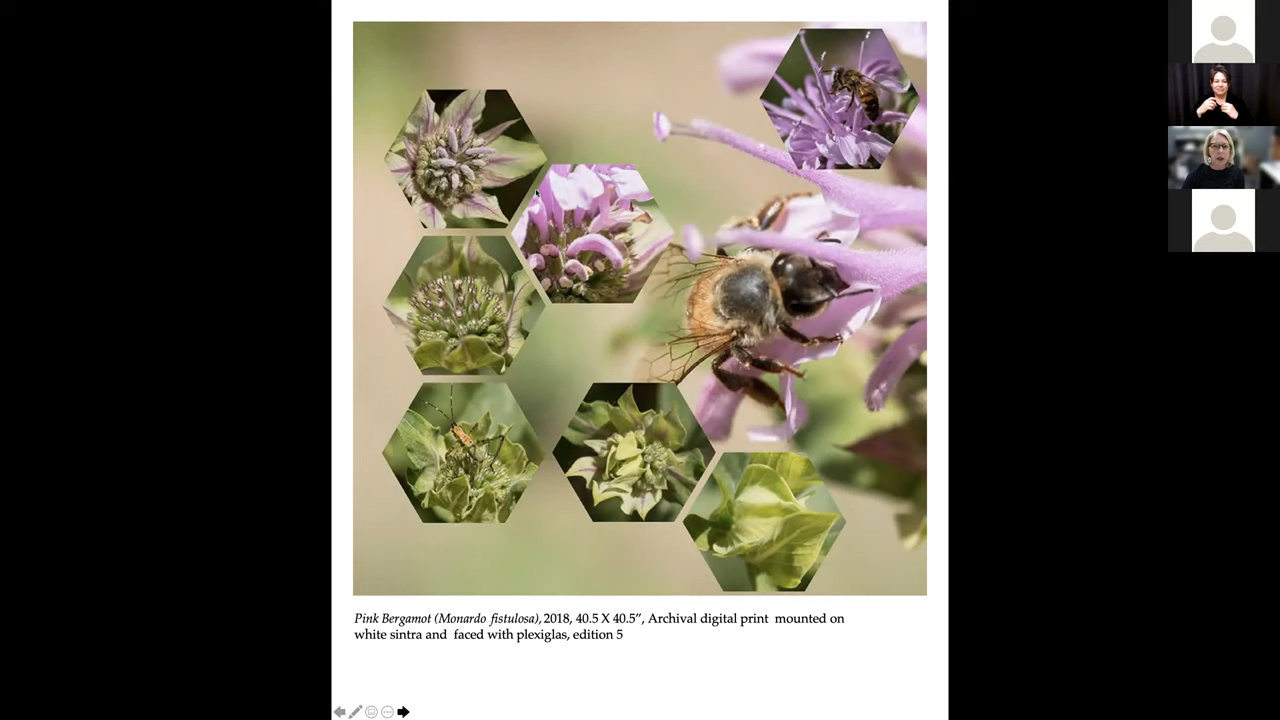 Pink Bergamot (Monardo fistulosa), 2018, 40.5 X 40.5”, Archival digital print mounted on
white sintra and faced with plexiglas, edition 5